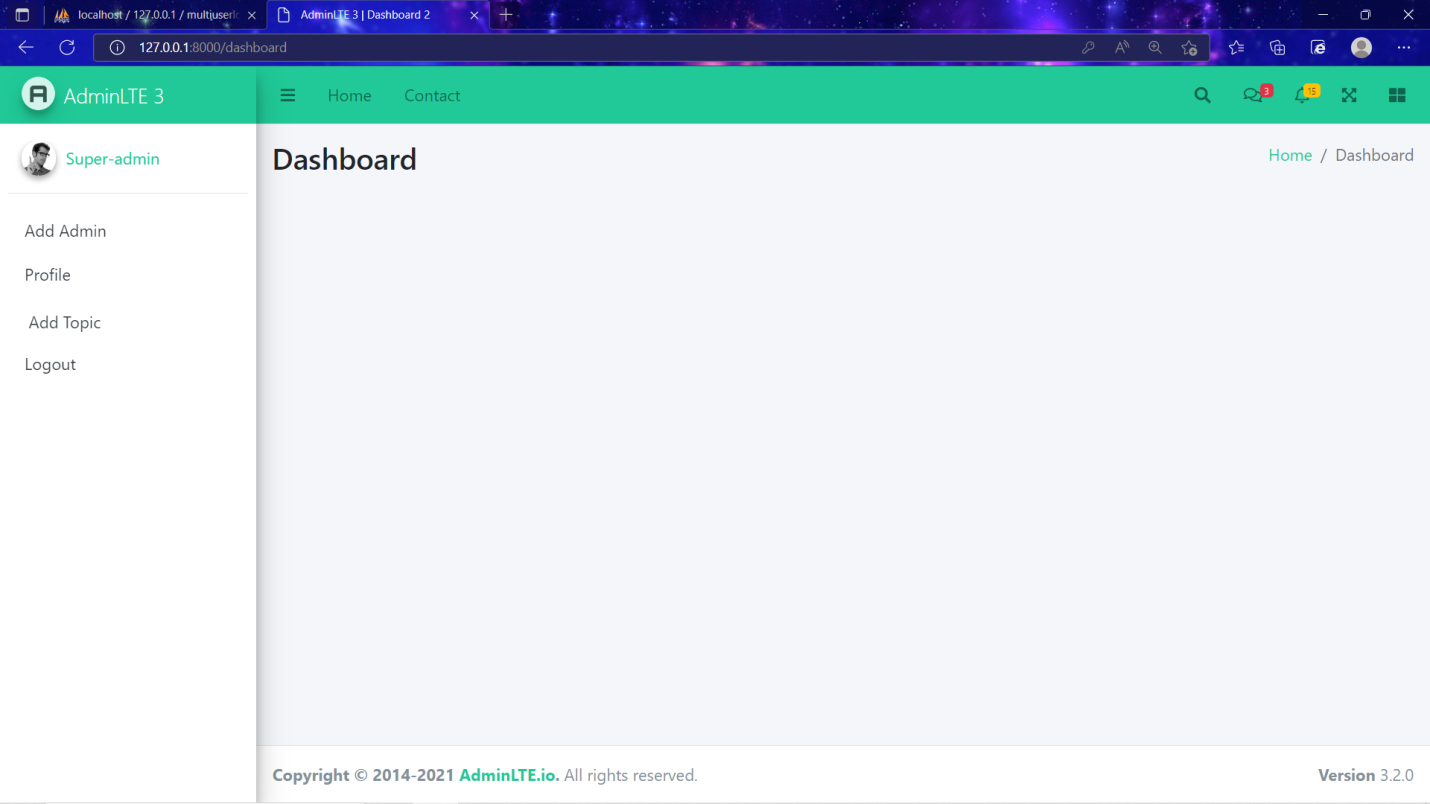 localhost / 127.0.0.1 / multjuserl
AdminLTE 3 | Dashboard 2
127.0.0.1:8000/dashboard
AdminLTE 3
Home
Contact
3
15
Super-admin
Add Admin
Profile
Add Topic
Logout
Dashboard
Home / Dashboard
Copyright © 2014-2021 AdminLTE.io. All rights reserved.
Version 3.2.0